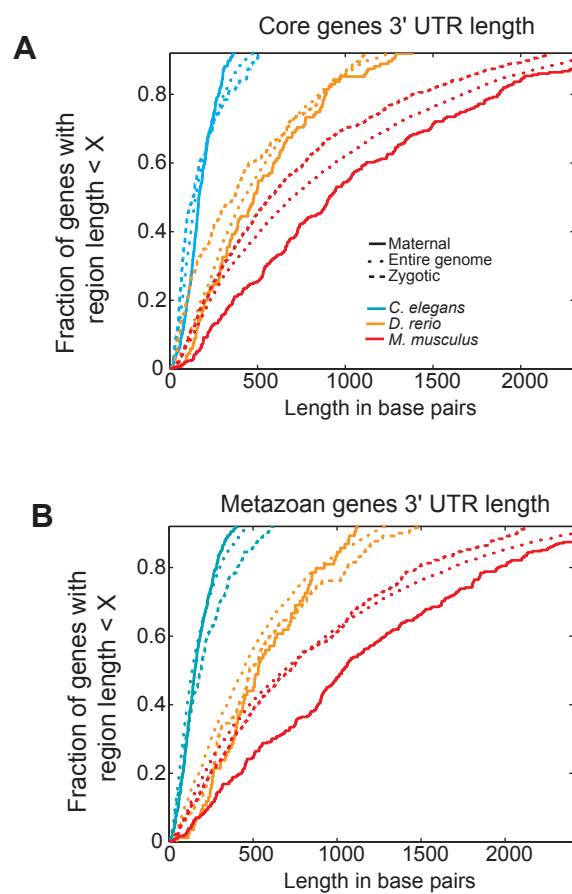 Core genes 3' UTR length
A
Fraction of genes with
region length < X
0.8
0.6
0.4
0.2
0
Maternal
Entire genome
Zygotic
C. elegans
D. rerio
M. musculus
0 500 1000 1500 2000
Length in base pairs
B
Metazoan genes 3' UTR length
Fraction of genes with
region length < X
0.8
0.6
0.4
0.2
0
0 500 1000 1500 2000
Length in base pairs